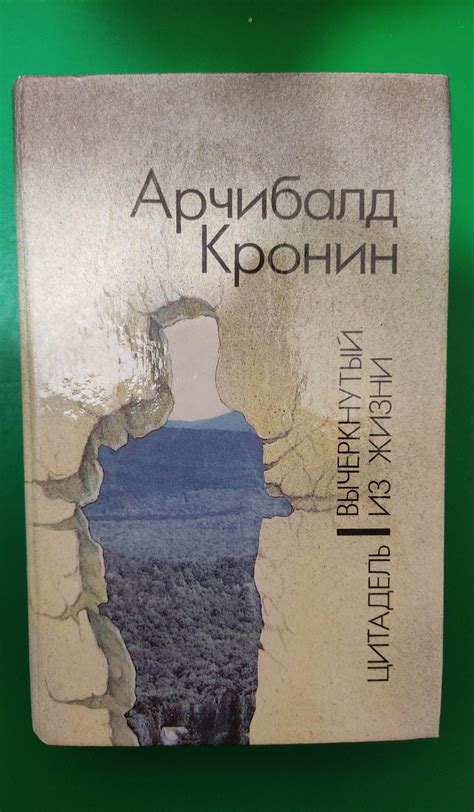 Арчибалд
Кронин
ЦИТАДЕЛЬ
ВЫЧЕРКНУТЫЙ
ИЗ ЖИЗНИ